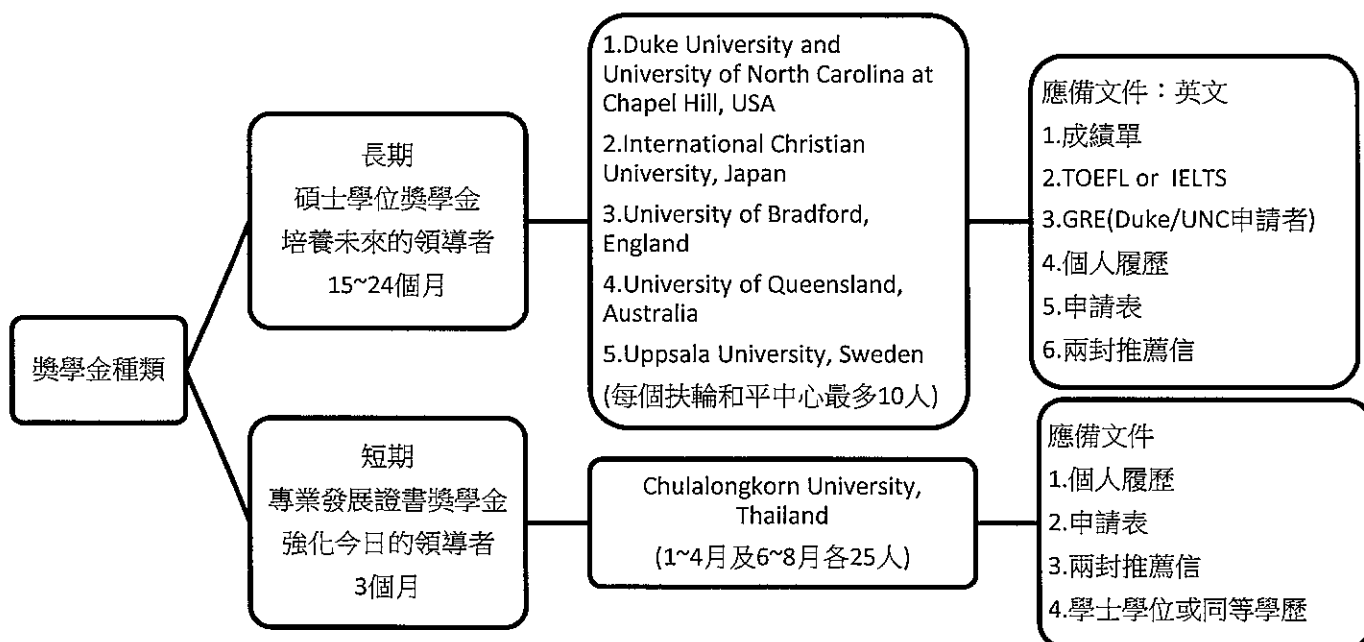 獎學金種類
長期
碩士學位獎學金
培養未來的領導者
15~24個月
1.Duke University and
University of North Carolina at
Chapel Hill, USA
2.International Christian
University, Japan
3.University of Bradford,
England
4.University of Queensland,
Australia
5.Uppsala University, Sweden
(每個扶輪和平中心最多10人)
應備文件：英文
1.成績單
2.TOEFL or IELTS
3.GRE(Duke/UNC申請者)
4.個人履歷
5.申請表
6.兩封推薦信
短期
專業發展證書獎學金
強化今日的領導者
3個月
Chulalongkorn University,
Thailand
(1~4月及6~8月各25人)
應備文件
1.個人履歷
2.申請表
3.兩封推薦信
4.學士學位或同等學歷